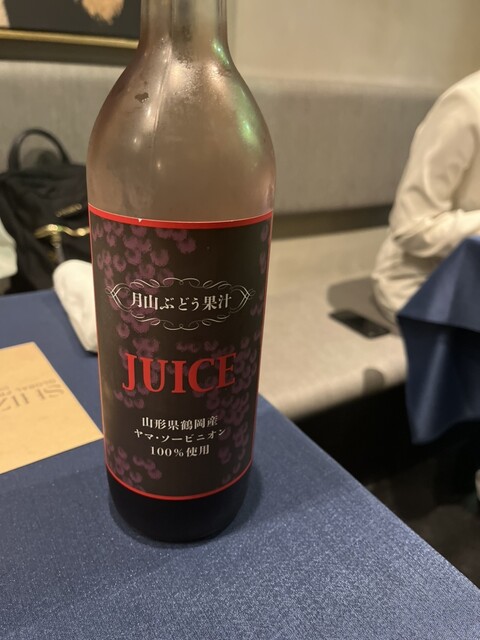 月山ぶどう果汁
JUICE
山形県鶴岡産
ヤマ・ソービニオン
100%使用